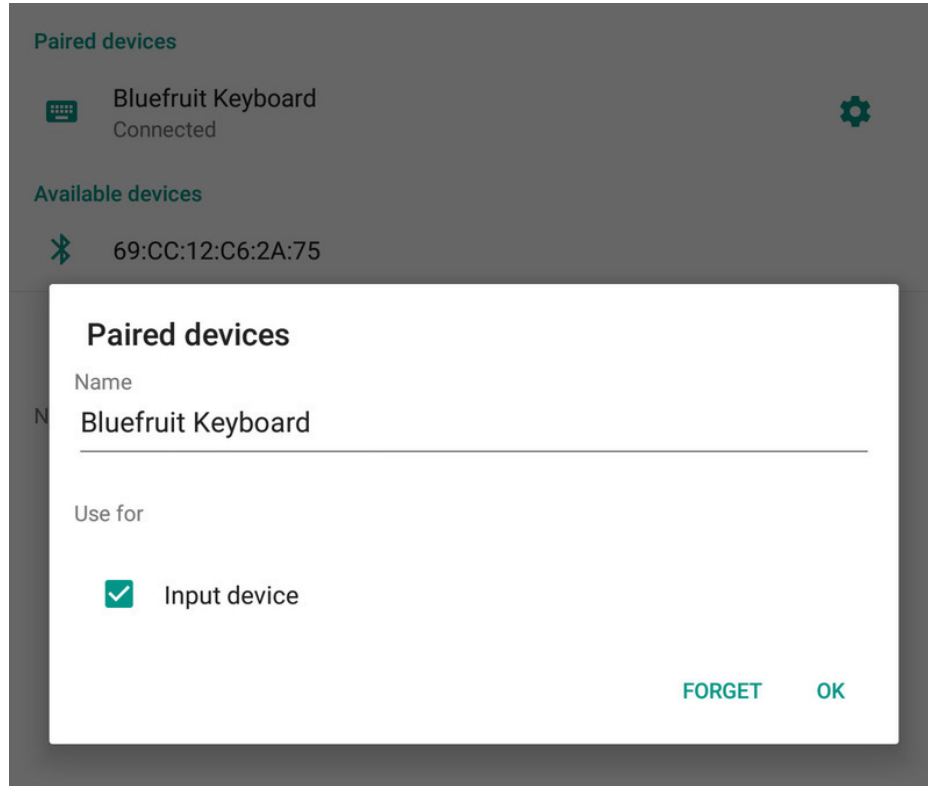 Paired devices
Bluefruit Keyboard
Connected
Available devices
69:CC:12:C6:2A:75
Paired devices
Name
N
Bluefruit Keyboard
Use for
Input device
FORGET OK